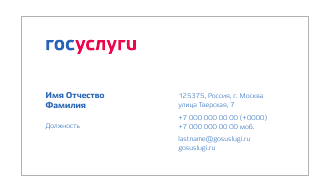 госуслуги
Имя Отчество
Фамилия
Должность
125375, Россия, г. Москва
улица Тверская, 7
+7 000 000 00 00 (+0000)
+7 000 000 00 00 моб.
lastname@gosuslugi.ru
gosuslugi.ru